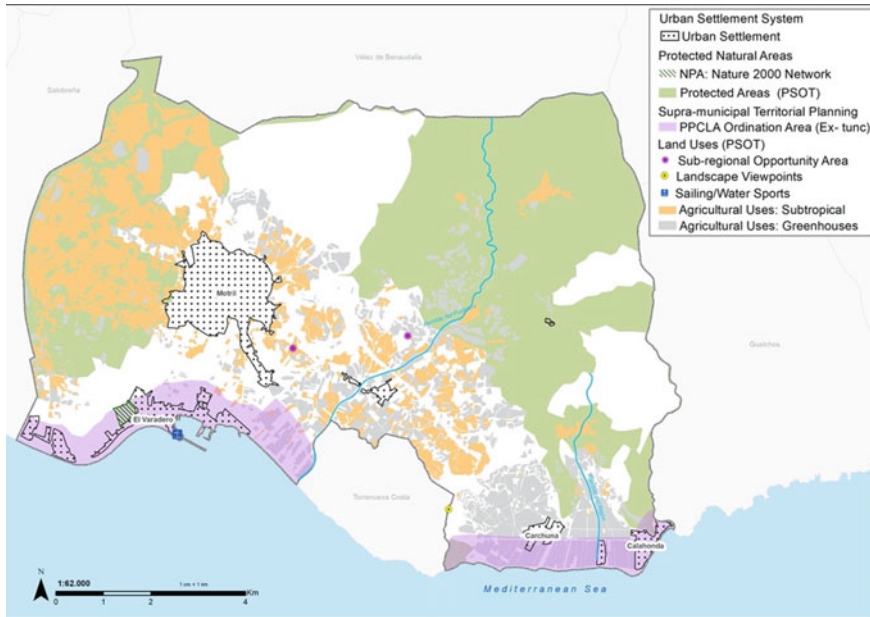 Urban Settlement System
Urban Settlement
Protected Natural Areas
NPA: Nature 2000 Network
Protected Areas (PSOT)
Supra-municipal Territorial Planning
PPCLA Ordination Area (Ex- tunc)
Land Uses (PSOT)
Sub-regional Opportunity Area
Landscape Viewpoints
Sailing/Water Sports
Agricultural Uses: Subtropical
Agricultural Uses: Greenhouses
Vélez de Benaudalla
Salobreña
Motril
Gualchos
El Varadero
Torrenueva Costa
Carchuna
Calahonda
Mediterranean Sea
N
1:62.000
1 cm = 1 km
0 1 2 4
Km